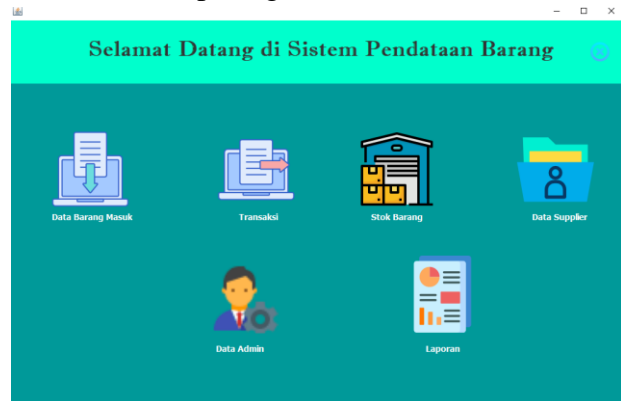 Selamat Datang di Sistem Pendataan Barang
Data Barang Masuk
Transaksi
Stok Barang
Data Supplier
Data Admin
Laporan